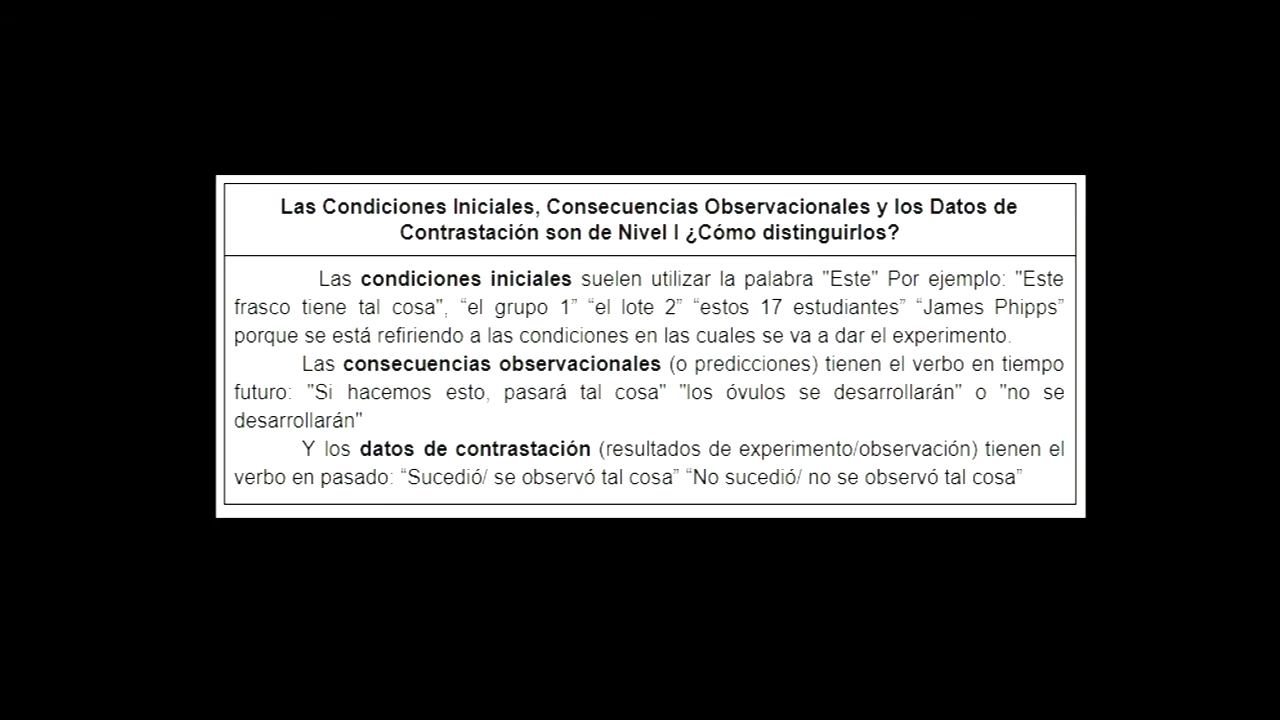 Las Condiciones Iniciales, Consecuencias Observacionales y los Datos de
Contrastación son de Nivel I ¿Cómo distinguirlos?
Las condiciones iniciales suelen utilizar la palabra "Este" Por ejemplo: "Este
frasco tiene tal cosa", “el grupo 1” “el lote 2” “estos 17 estudiantes” “James Phipps”
porque se está refiriendo a las condiciones en las cuales se va a dar el experimento.
Las consecuencias observacionales (o predicciones) tienen el verbo en tiempo
futuro: "Si hacemos esto, pasará tal cosa" "los óvulos se desarrollarán" o "no se
desarrollarán"
Y los datos de contrastación (resultados de experimento/observación) tienen el
verbo en pasado: “Sucedió/ se observó tal cosa” “No sucedió/ no se observó tal cosa”